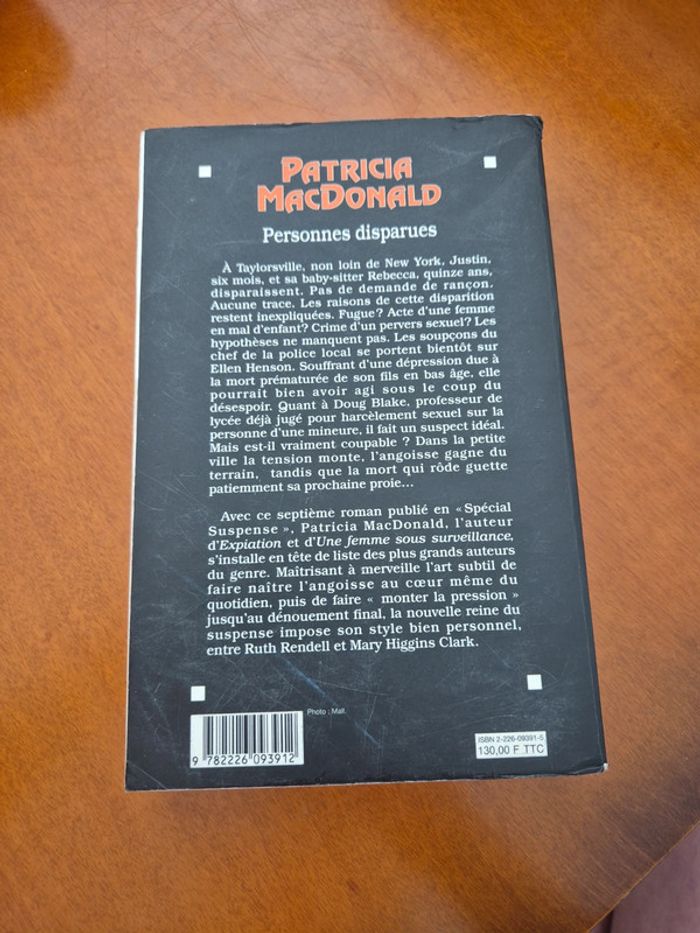 PATRICIA
MACDONALD
Personnes disparues
À Taylorsville, non loin de New York, Justin,
six mois, et sa baby-sitter Rebecca, quinze ans,
disparaissent. Pas de demande de rançon.
Aucune trace. Les raisons de cette disparition
restent inexpliquées. Fugue? Acte d'une femme
en mal d'enfant? Crime d'un pervers sexuel? Les
hypothèses ne manquent pas. Les soupçons du
chef de la police local se portent bientôt sur
Ellen Henson. Souffrant d'une dépression due à
la mort prématurée de son fils en bas âge, elle
pourrait bien avoir agi sous le coup du
désespoir. Quant à Doug Blake, professeur de
lycée déjà jugé pour harcèlement sexuel sur la
personne d'une mineure, il fait un suspect idéal.
Mais est-il vraiment coupable ? Dans la petite
ville la tension monte, l'angoisse gagne du
terrain, tandis que la mort qui rôde guette
patiemment sa prochaine proie...
Avec ce septième roman publié en « Spécial
Suspense », Patricia MacDonald, l'auteur
d'Expiation et d'Une femme sous surveillance,
s'installe en tête de liste des plus grands auteurs
du genre. Maîtrisant à merveille l'art subtil de
faire naître l'angoisse au cœur même du
quotidien, puis de faire « monter la pression »
jusqu'au dénouement final, la nouvelle reine du
suspense impose son style bien personnel,
entre Ruth Rendell et Mary Higgins Clark.
Photo : Mall.
9 782226 093912
ISBN 2-226-09391-5
130,00 F TTC